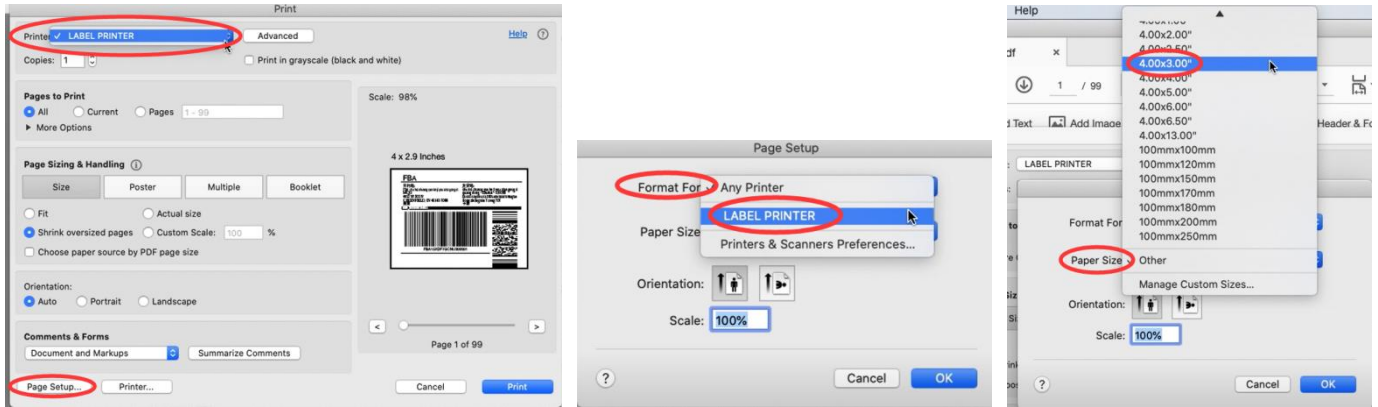 Print
Printer ✓ LABEL PRINTER Advanced Help ?
Copies: 1 Print in grayscale (black and white)
Pages to Print
All Current Pages 1 - 99
More Options
Page Sizing & Handling
Size Poster Multiple Booklet
Fit Actual size
Shrink oversized pages Custom Scale: 100 %
Choose paper source by PDF page size
Orientation:
Auto Portrait Landscape
Comments & Forms
Document and Markups Summarize Comments
Page Setup... Printer... Cancel Print
Scale: 98%
4 x 2.9 Inches
FBA
< >
Page 1 of 99
Page Setup
Format For ✓ Any Printer
LABEL PRINTER
Paper Size
Printers & Scanners Preferences...
Orientation:
Scale: 100%
? Cancel OK
Help
4.00x2.00"
4.00x3.00"
4.00x4.00"
4.00x5.00"
4.00x6.00"
4.00x6.50"
4.00x13.00"
100mmx100mm
100mmx120mm
100mmx150mm
100mmx170mm
100mmx180mm
100mmx200mm
100mmx250mm
Other
Manage Custom Sizes...
df ×
1 / 99
Text Add Image Header & Fo
LABEL PRINTER
Format For
Paper Size
Orientation:
Scale: 100%
? Cancel OK